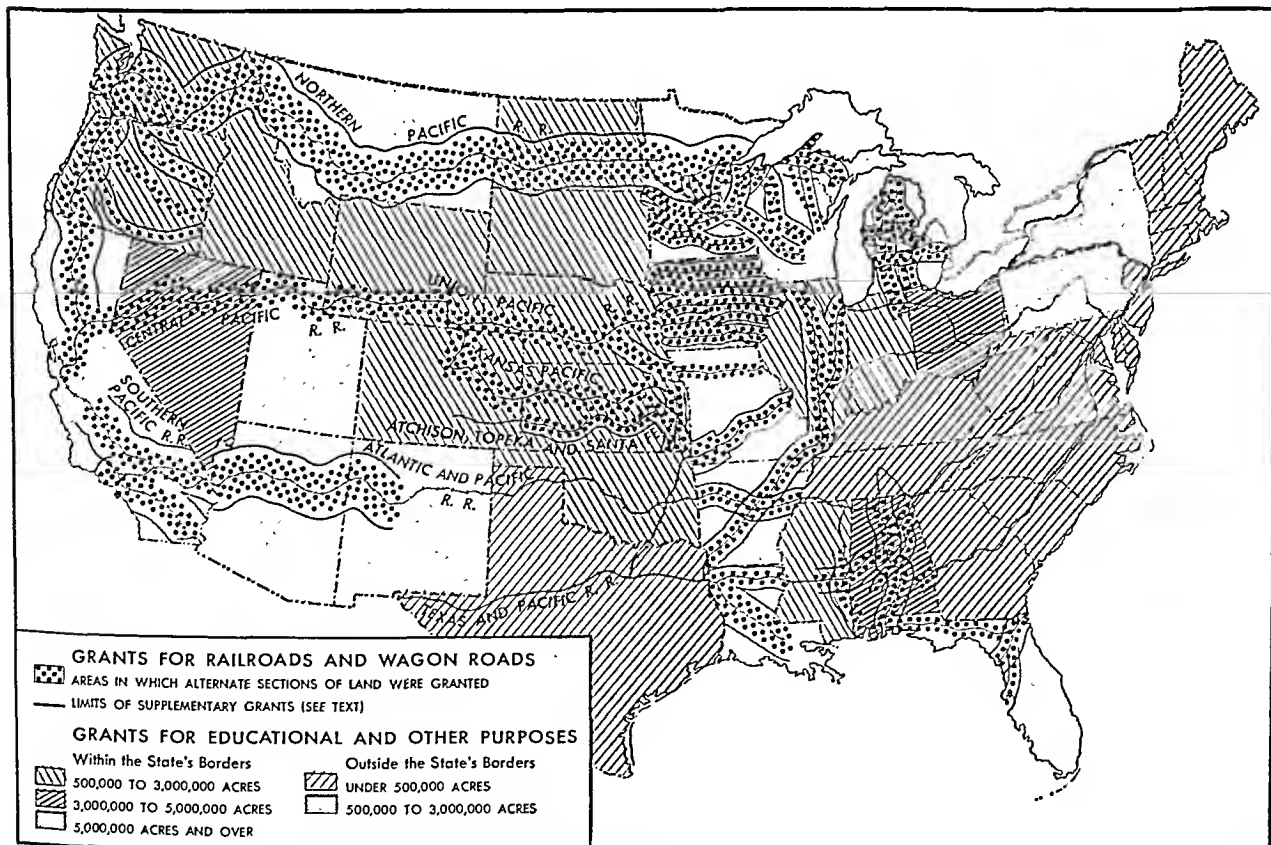 NORTHERN
PACIFIC R. R.
UNION PACIFIC
R. R.
CENTRAL PACIFIC
R. R.
KANSAS PACIFIC
SOUTHERN
PACIFIC R.R.
ATCHISON, TOPEKA AND SANTA FE
ATLANTIC AND PACIFIC
R. R.
TEXAS AND PACIFIC R. R.
GRANTS FOR RAILROADS AND WAGON ROADS
AREAS IN WHICH ALTERNATE SECTIONS OF LAND WERE GRANTED
LIMITS OF SUPPLEMENTARY GRANTS (SEE TEXT)
GRANTS FOR EDUCATIONAL AND OTHER PURPOSES
Within the State's Borders
500,000 TO 3,000,000 ACRES
3,000,000 TO 5,000,000 ACRES
5,000,000 ACRES AND OVER
Outside the State's Borders
UNDER 500,000 ACRES
500,000 TO 3,000,000 ACRES